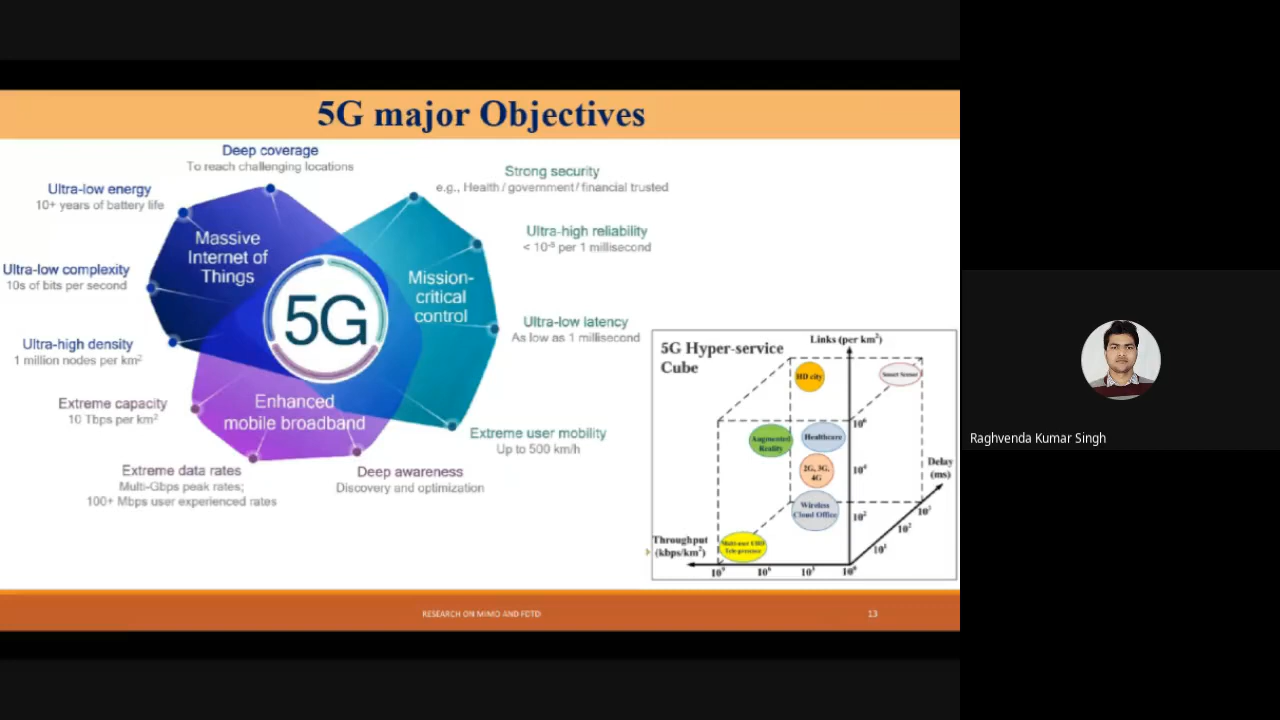 5G major Objectives
Deep coverage
To reach challenging locations
Strong security
e.g., Health / government / financial trusted
Ultra-low energy
10+ years of battery life
Ultra-high reliability
< 10⁻⁵ per 1 millisecond
Massive
Internet of
Things
Mission-
critical
control
5G
Ultra-low complexity
10s of bits per second
Ultra-low latency
As low as 1 millisecond
Ultra-high density
1 million nodes per km²
Extreme capacity
10 Tbps per km²
Enhanced
mobile broadband
Extreme user mobility
Up to 500 km/h
Extreme data rates
Multi-Gbps peak rates;
100+ Mbps user experienced rates
Deep awareness
Discovery and optimization
5G Hyper-service
Cube
Links (per km²)
HD city
Smart Sensor
10⁶
Augmented
Reality
Healthcare
2G, 3G,
4G
10⁴
Delay
(ms)
Wireless
Cloud Office
10²
10³
10²
10¹
Throughput
(kbps/km²)
Multi-user UHD
Tele-presence
10⁹
10⁶
10³
10⁰
RESEARCH ON MIMO AND FDTD
13
Raghvenda Kumar Singh